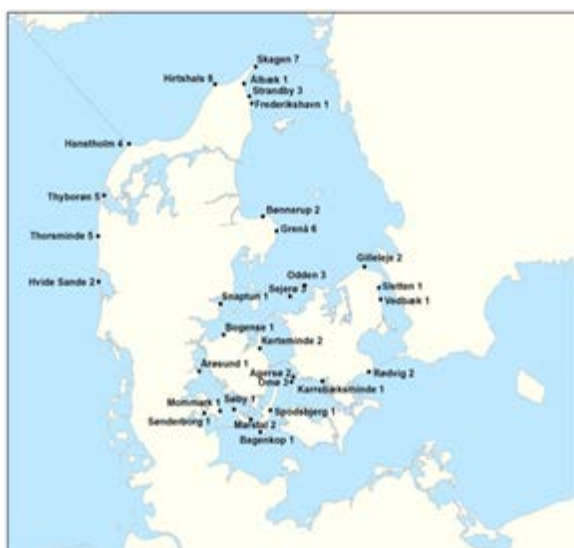 Skagen 7
Hirtshals 8
Ålbæk 1
Strandby 3
Frederikshavn 1
Hanstholm 4
Thyborøn 5
Bønnerup 2
Grenå 6
Thorsminde 5
Gilleleje 2
Odden 3
Hvide Sande 2
Sletten 1
Sejerø 3
Snaptun 1
Vedbæk 1
Bogense 1
Kerteminde 2
Årøsund 1
Agersø 2
Rødvig 2
Omø 3
Karrebæksminde 1
Mommark 1
Søby 1
Spodsbjerg 1
Sønderborg 1
Marstal 2
Bagenkop 1